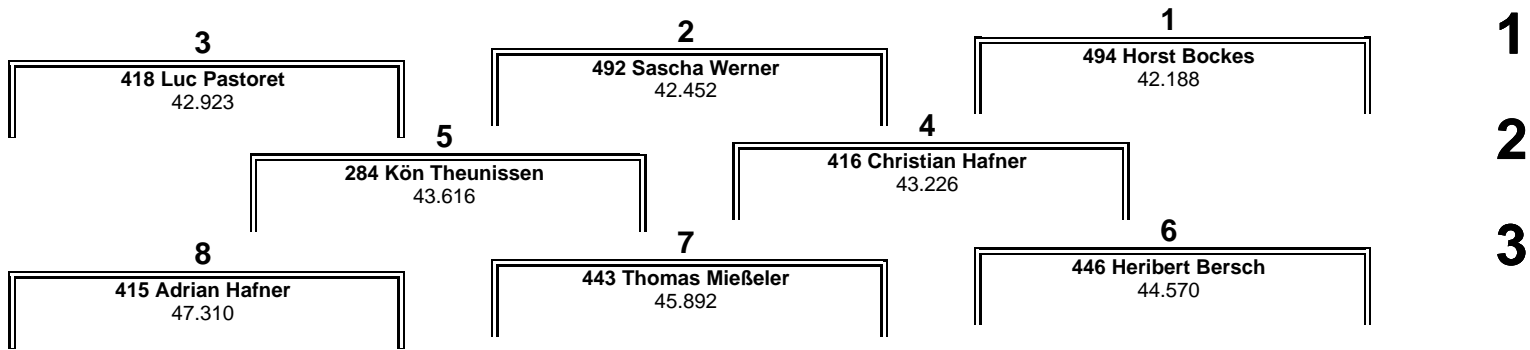 3
418 Luc Pastoret
42.923
2
492 Sascha Werner
42.452
1
494 Horst Bockes
42.188
1
5
284 Kön Theunissen
43.616
4
416 Christian Hafner
43.226
2
8
415 Adrian Hafner
47.310
7
443 Thomas Mießeler
45.892
6
446 Heribert Bersch
44.570
3